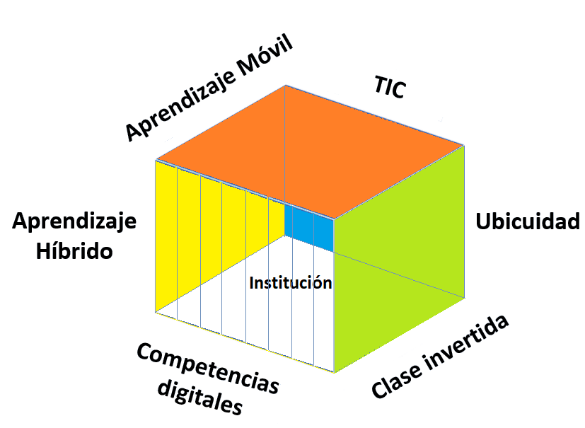 Aprendizaje Móvil
TIC
Aprendizaje
Híbrido
Ubicuidad
Institución
Competencias
digitales
Clase invertida